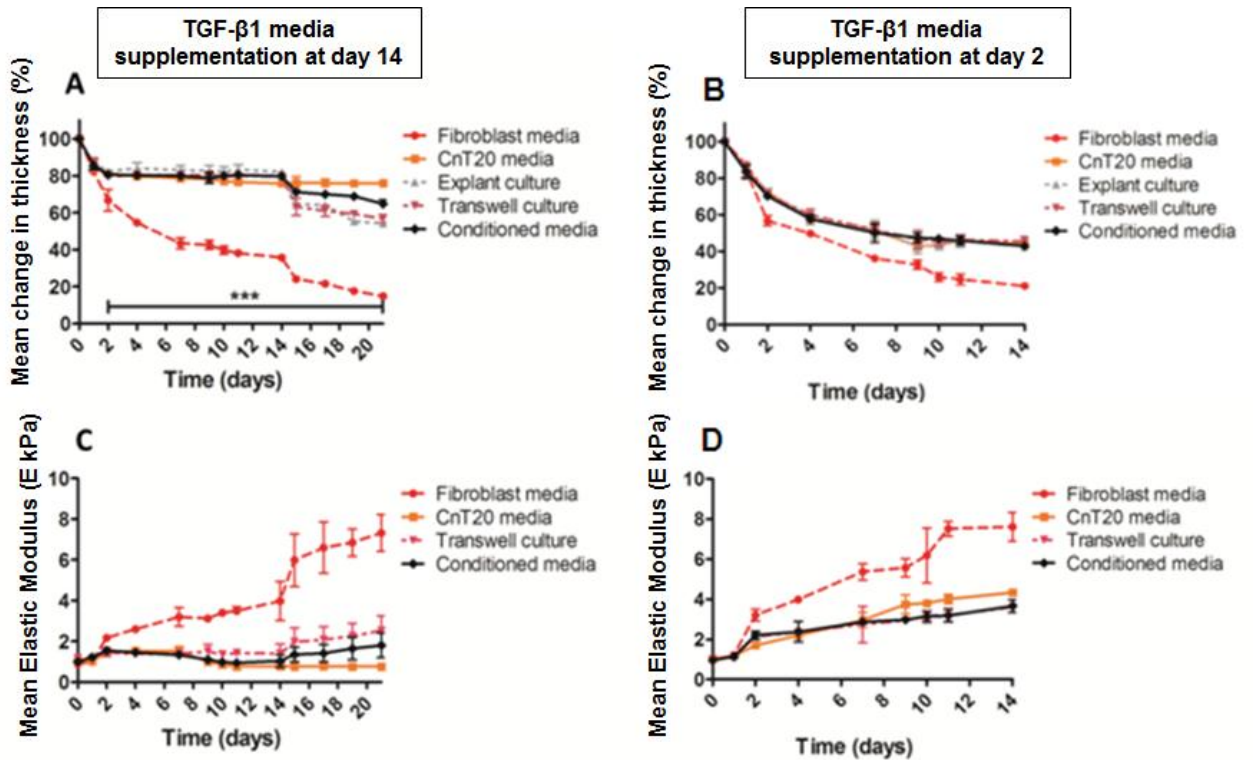 TGF-β1 media
supplementation at day 14
TGF-β1 media
supplementation at day 2
A
Mean change in thickness (%)
100
80
60
40
20
0
***
0 2 4 6 8 10 12 14 16 18 20
Time (days)
Fibroblast media
CnT20 media
Explant culture
Transwell culture
Conditioned media
B
Mean change in thickness (%)
100
80
60
40
20
0
0 2 4 6 8 10 12 14
Time (days)
Fibroblast media
CnT20 media
Explant culture
Transwell culture
Conditioned media
C
Mean Elastic Modulus (E kPa)
10
8
6
4
2
0
0 2 4 6 8 10 12 14 16 18 20
Time (days)
Fibroblast media
CnT20 media
Transwell culture
Conditioned media
D
Mean Elastic Modulus (E kPa)
10
8
6
4
2
0
0 2 4 6 8 10 12 14
Time (days)
Fibroblast media
CnT20 media
Transwell culture
Conditioned media